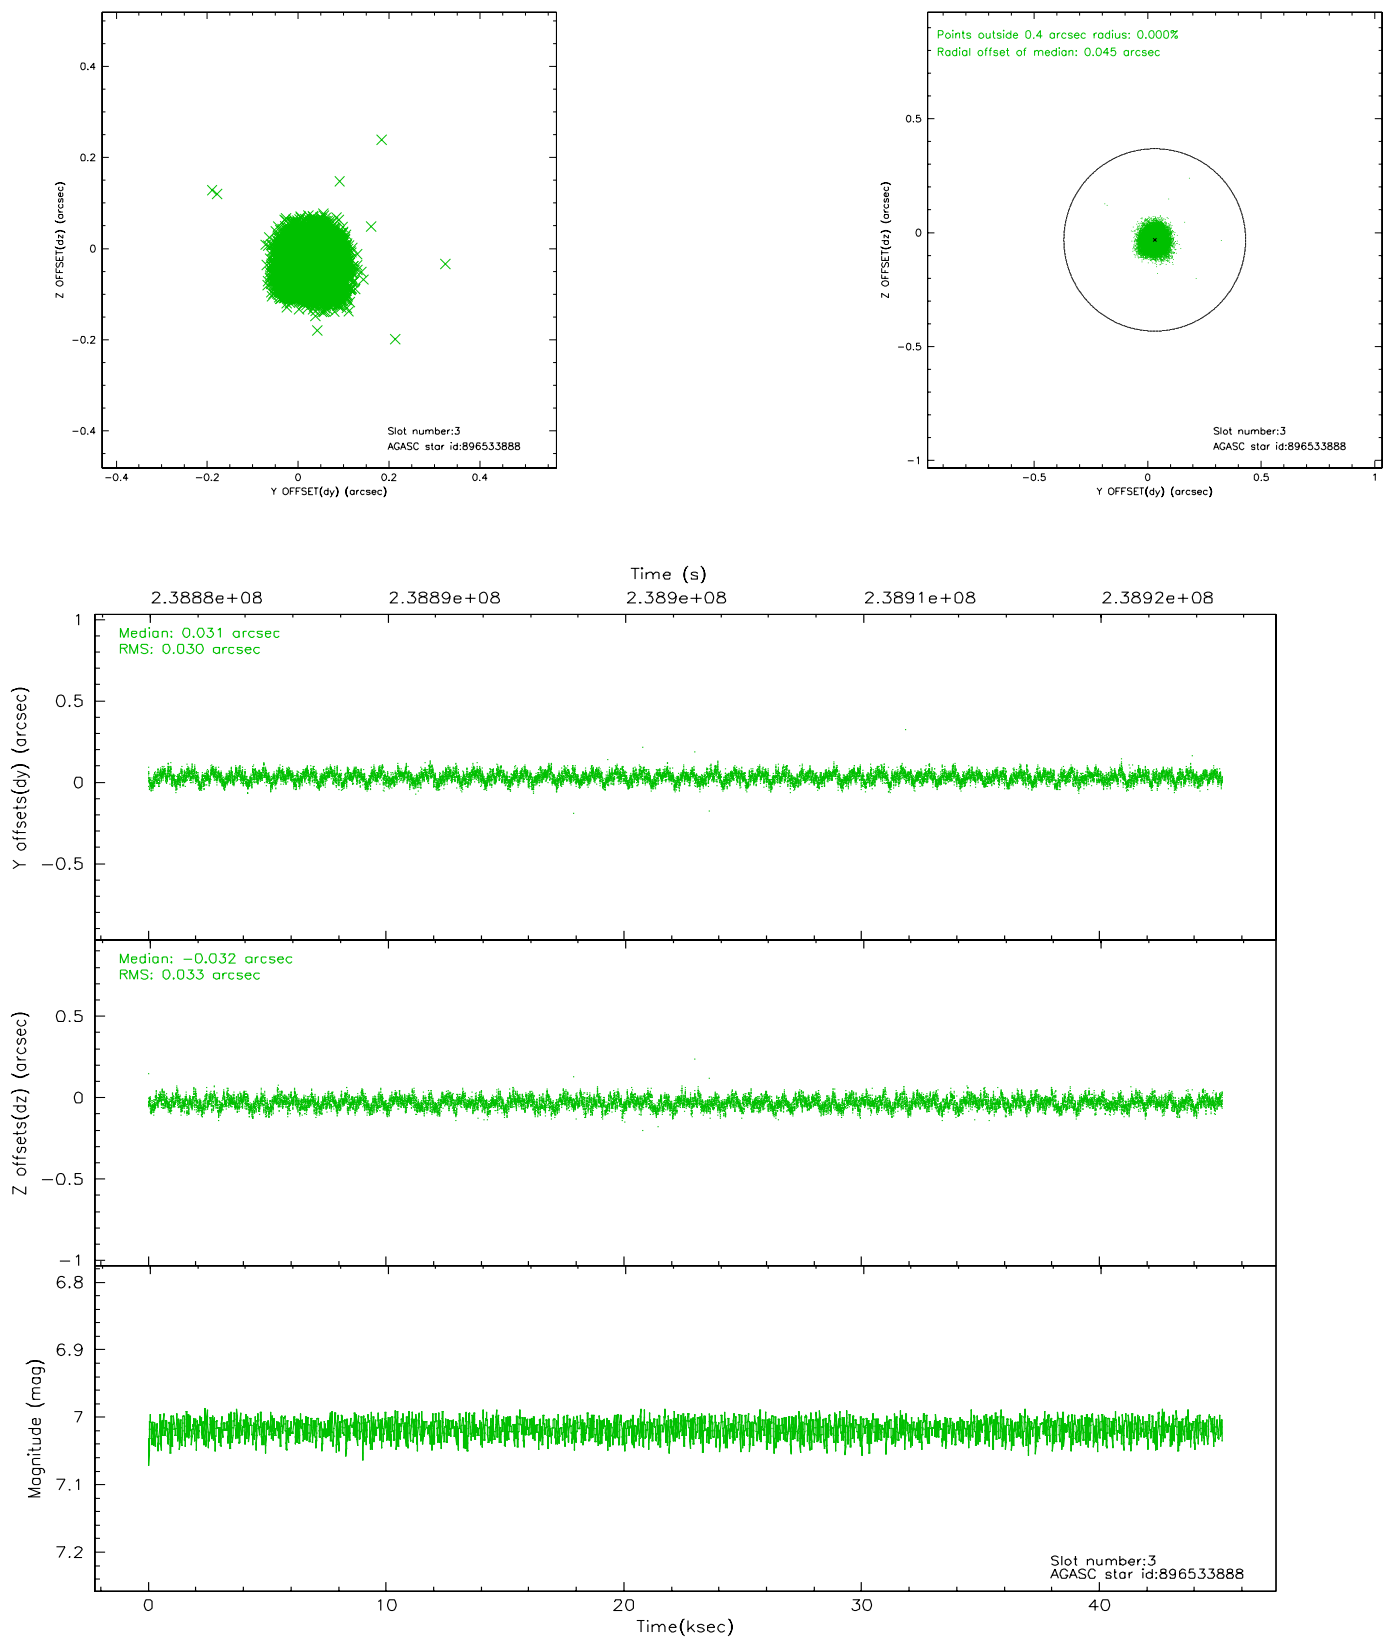 0.4
0.2
0
−0.2
−0.4
Z OFFSET(dz) (arcsec)
Slot number:3
AGASC star id:896533888
−0.4 −0.2 0 0.2 0.4
Y OFFSET(dy) (arcsec)
Points outside 0.4 arcsec radius: 0.000%
Radial offset of median: 0.045 arcsec
0.5
0
−0.5
−1
Z OFFSET(dz) (arcsec)
Slot number:3
AGASC star id:896533888
−0.5 0 0.5 1
Y OFFSET(dy) (arcsec)
Time (s)
2.3888e+08 2.3889e+08 2.389e+08 2.3891e+08 2.3892e+08
Median: 0.031 arcsec
RMS: 0.030 arcsec
1
0.5
0
−0.5
Y offsets(dy) (arcsec)
Median: −0.032 arcsec
RMS: 0.033 arcsec
0.5
0
−0.5
−1
Z offsets(dz) (arcsec)
6.8
6.9
7
7.1
7.2
Magnitude (mag)
Slot number:3
AGASC star id:896533888
0 10 20 30 40
Time(ksec)